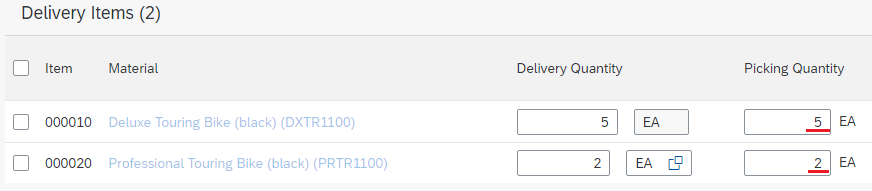 Delivery Items (2)
Item Material Delivery Quantity Picking Quantity
000010 Deluxe Touring Bike (black) (DXTR1100) 5 EA 5 EA
000020 Professional Touring Bike (black) (PRTR1100) 2 EA 2 EA